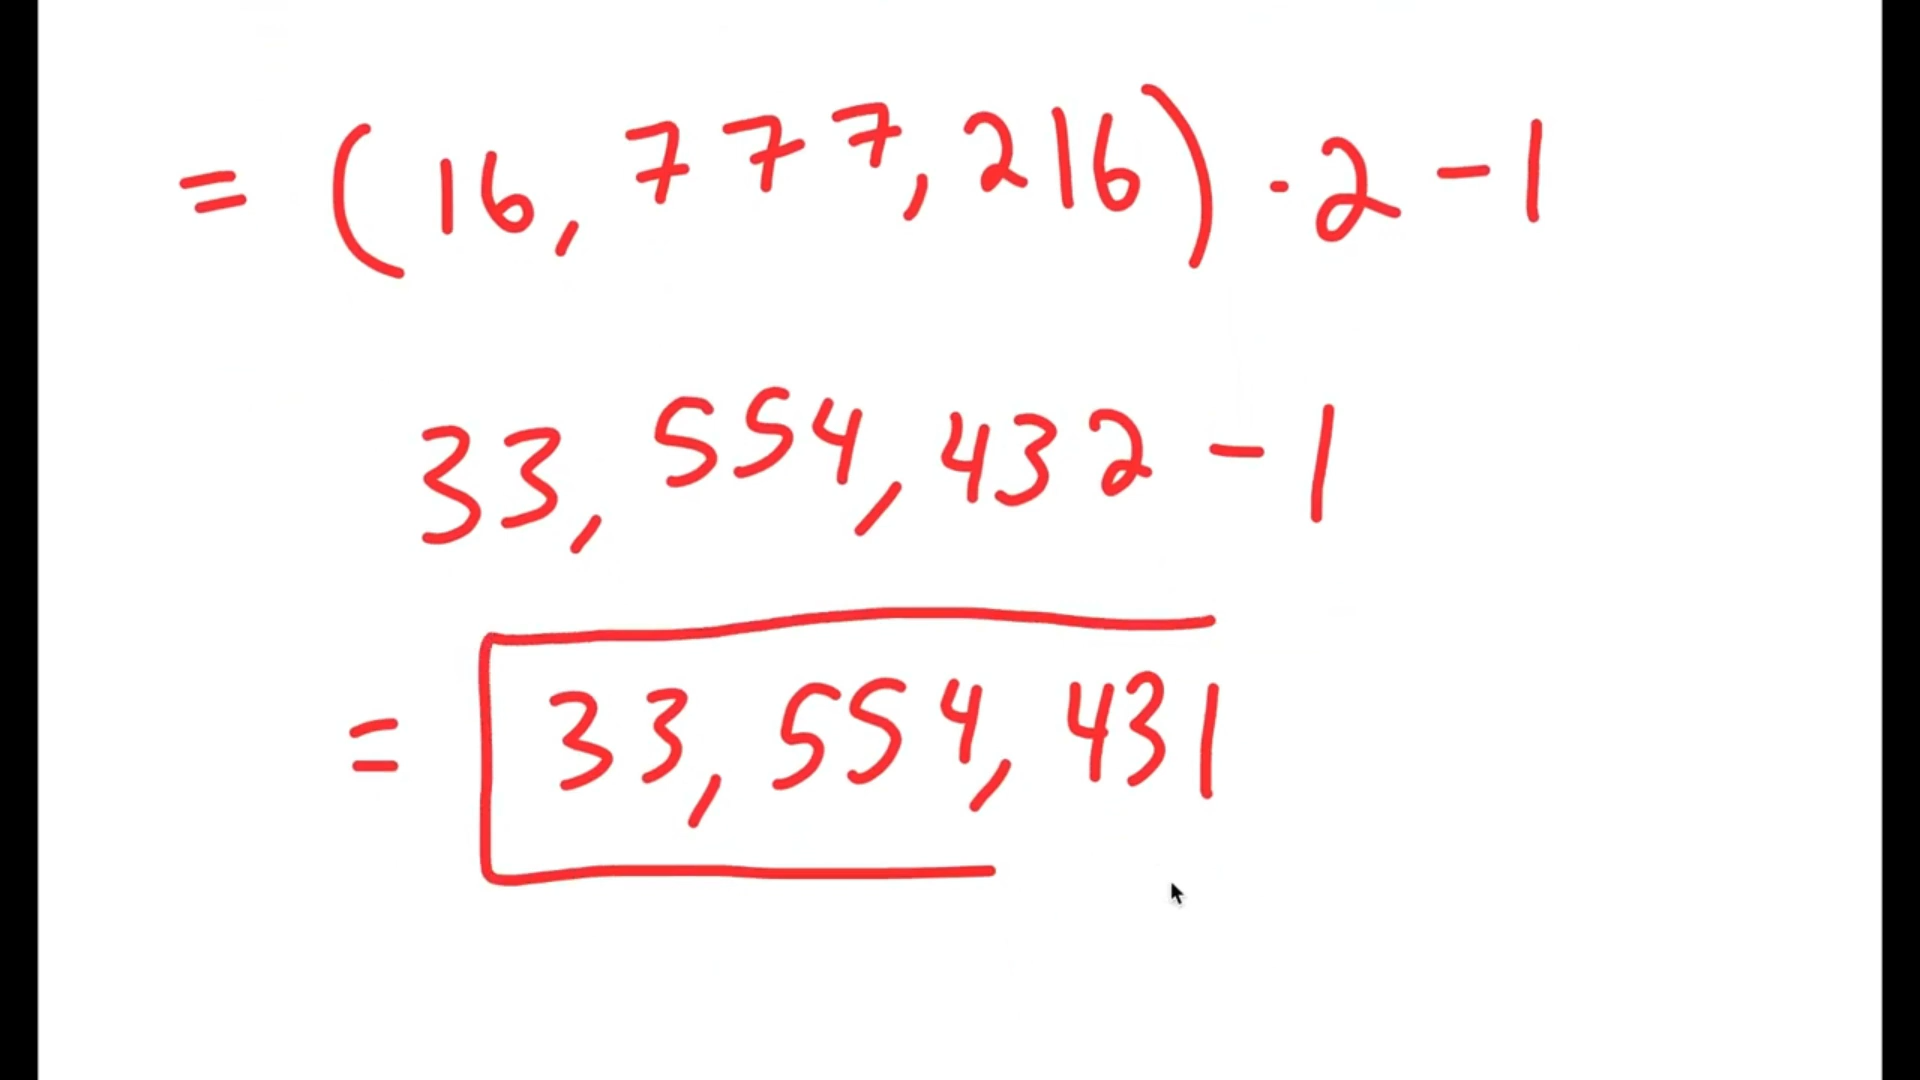 = (16,777,216) · 2 - 1
33,554,432 - 1
= 33,554,431